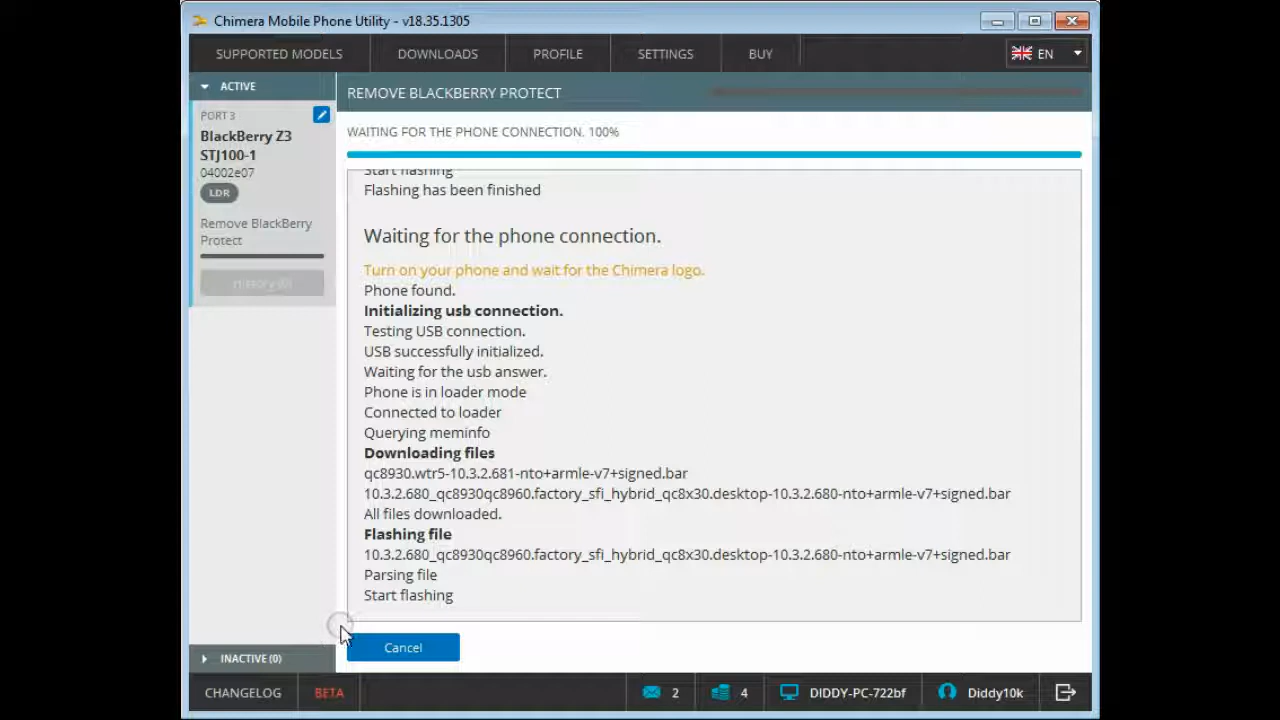 Chimera Mobile Phone Utility - v18.35.1305
SUPPORTED MODELS DOWNLOADS PROFILE SETTINGS BUY EN
ACTIVE
PORT 3
BlackBerry Z3
STJ100-1
04002e07
LDR
Remove BlackBerry
Protect
History (0)
REMOVE BLACKBERRY PROTECT
WAITING FOR THE PHONE CONNECTION. 100%
Start flashing
Flashing has been finished
Waiting for the phone connection.
Turn on your phone and wait for the Chimera logo.
Phone found.
Initializing usb connection.
Testing USB connection.
USB successfully initialized.
Waiting for the usb answer.
Phone is in loader mode
Connected to loader
Querying meminfo
Downloading files
qc8930.wtr5-10.3.2.681-nto+armle-v7+signed.bar
10.3.2.680_qc8930qc8960.factory_sfi_hybrid_qc8x30.desktop-10.3.2.680-nto+armle-v7+signed.bar
All files downloaded.
Flashing file
10.3.2.680_qc8930qc8960.factory_sfi_hybrid_qc8x30.desktop-10.3.2.680-nto+armle-v7+signed.bar
Parsing file
Start flashing
Cancel
INACTIVE (0)
CHANGELOG BETA 2 4 DIDDY-PC-722bf Diddy10k